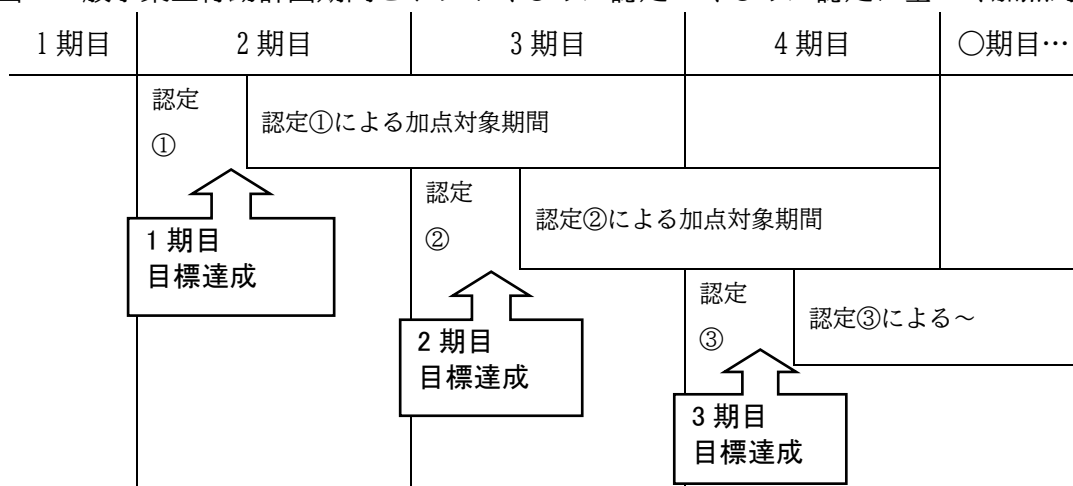 1期目 2期目 3期目 4期目 ○期目…
認定
①
認定①による加点対象期間
1期目
目標達成
認定
②
認定②による加点対象期間
2期目
目標達成
認定
③
認定③による～
3期目
目標達成